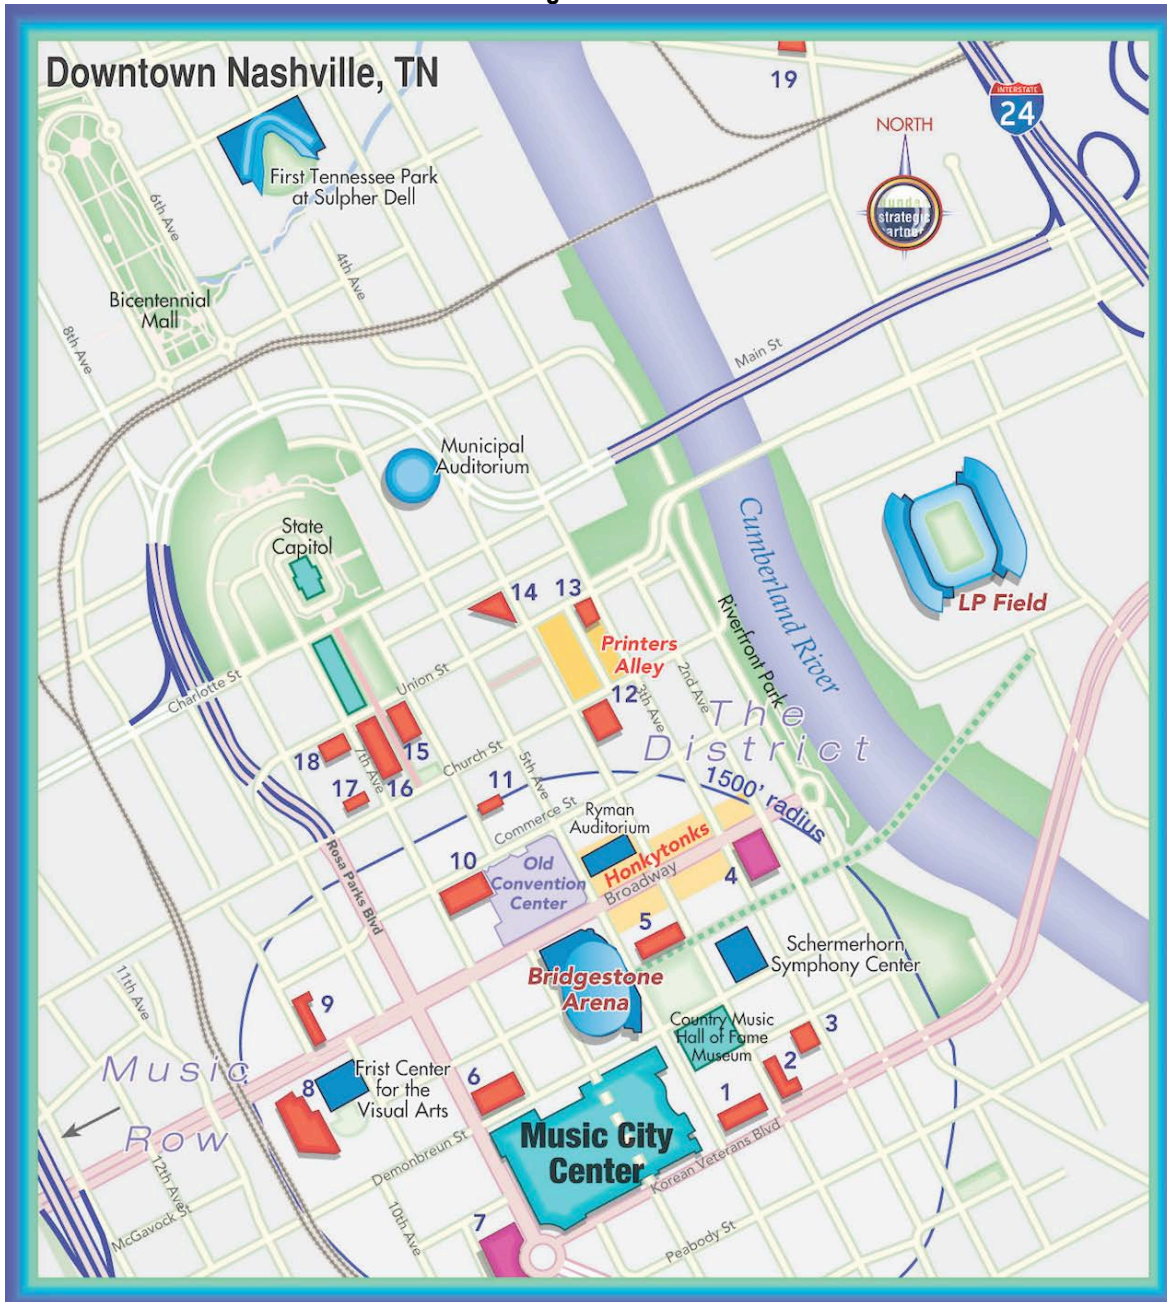 Downtown Nashville, TN
19
INTERSTATE
24
NORTH
strategic
First Tennessee Park
at Sulpher Dell
6th Ave
4th Ave
Bicentennial
Mall
8th Ave
Main St
Municipal
Auditorium
State
Capitol
Cumberland River
LP Field
14
13
Printers
Alley
Riverfront Park
Charlotte St
Union St
12
3rd Ave
2nd Ave
The
District
18
7th Ave
15
Church St
17
16
11
5th Ave
1500' radius
Commerce St
Ryman
Auditorium
Honkytonks
Broadway
4
10
Old
Convention
Center
Rosa Parks Blvd
5
Schermerhorn
Symphony Center
Bridgestone
Arena
11th Ave
9
Country Music
Hall of Fame
Museum
3
2
1
Music
Row
8
Frist Center
for the
Visual Arts
6
Music City
Center
Demonbreun St
Korean Veterans Blvd
12th Ave
McGavock St
10th Ave
7
Peabody St